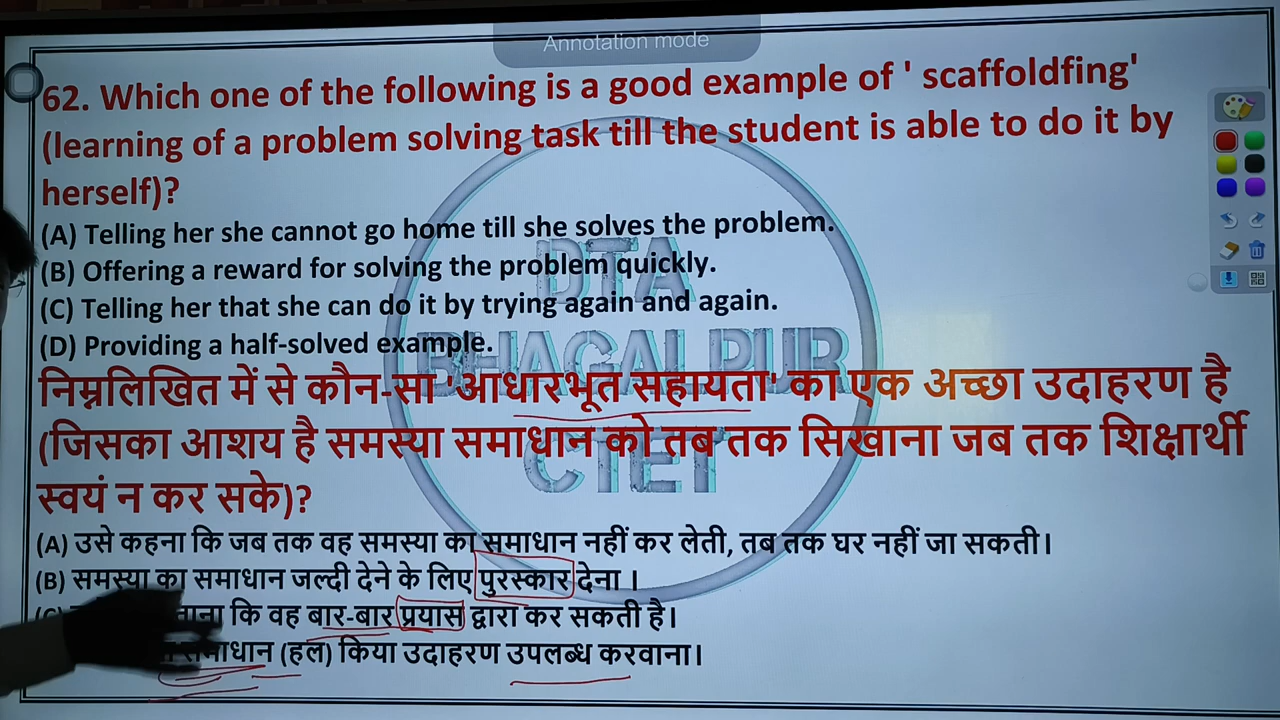 Annotation mode
62. Which one of the following is a good example of ' scaffoldfing'
(learning of a problem solving task till the student is able to do it by
herself)?
(A) Telling her she cannot go home till she solves the problem.
(B) Offering a reward for solving the problem quickly.
(C) Telling her that she can do it by trying again and again.
(D) Providing a half-solved example.
DTA
BHAGALPUR
CTET
निम्नलिखित में से कौन-सा 'आधारभूत सहायता' का एक अच्छा उदाहरण है
(जिसका आशय है समस्या समाधान को तब तक सिखाना जब तक शिक्षार्थी
स्वयं न कर सके)?
(A) उसे कहना कि जब तक वह समस्या का समाधान नहीं कर लेती, तब तक घर नहीं जा सकती।
(B) समस्या का समाधान जल्दी देने के लिए पुरस्कार देना ।
कि वह बार-बार प्रयास द्वारा कर सकती है।
समाधान (हल) किया उदाहरण उपलब्ध करवाना।